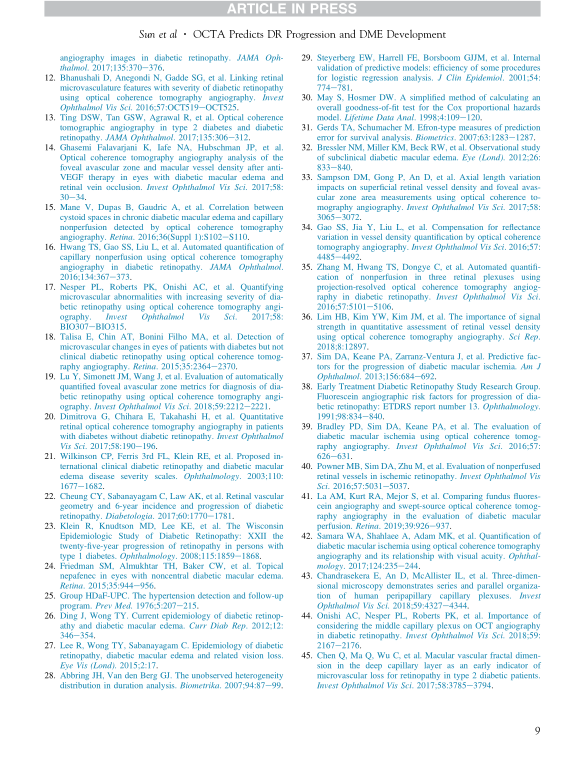 ARTICLE IN PRESS
Sun et al • OCTA Predicts DR Progression and DME Development
angiography images in diabetic retinopathy. JAMA Oph-
thalmol. 2017;135:370−376.
12. Bhanushali D, Anegondi N, Gadde SG, et al. Linking retinal
microvasculature features with severity of diabetic retinopathy
using optical coherence tomography angiography. Invest
Ophthalmol Vis Sci. 2016;57:OCT519−OCT525.
13. Ting DSW, Tan GSW, Agrawal R, et al. Optical coherence
tomographic angiography in type 2 diabetes and diabetic
retinopathy. JAMA Ophthalmol. 2017;135:306−312.
14. Ghasemi Falavarjani K, Iafe NA, Hubschman JP, et al.
Optical coherence tomography angiography analysis of the
foveal avascular zone and macular vessel density after anti-
VEGF therapy in eyes with diabetic macular edema and
retinal vein occlusion. Invest Ophthalmol Vis Sci. 2017;58:
30−34.
15. Mane V, Dupas B, Gaudric A, et al. Correlation between
cystoid spaces in chronic diabetic macular edema and capillary
nonperfusion detected by optical coherence tomography
angiography. Retina. 2016;36(Suppl 1):S102−S110.
16. Hwang TS, Gao SS, Liu L, et al. Automated quantification of
capillary nonperfusion using optical coherence tomography
angiography in diabetic retinopathy. JAMA Ophthalmol.
2016;134:367−373.
17. Nesper PL, Roberts PK, Onishi AC, et al. Quantifying
microvascular abnormalities with increasing severity of dia-
betic retinopathy using optical coherence tomography angi-
ography. Invest Ophthalmol Vis Sci. 2017;58:
BIO307−BIO315.
18. Talisa E, Chin AT, Bonini Filho MA, et al. Detection of
microvascular changes in eyes of patients with diabetes but not
clinical diabetic retinopathy using optical coherence tomog-
raphy angiography. Retina. 2015;35:2364−2370.
19. Lu Y, Simonett JM, Wang J, et al. Evaluation of automatically
quantified foveal avascular zone metrics for diagnosis of dia-
betic retinopathy using optical coherence tomography angi-
ography. Invest Ophthalmol Vis Sci. 2018;59:2212−2221.
20. Dimitrova G, Chihara E, Takahashi H, et al. Quantitative
retinal optical coherence tomography angiography in patients
with diabetes without diabetic retinopathy. Invest Ophthalmol
Vis Sci. 2017;58:190−196.
21. Wilkinson CP, Ferris 3rd FL, Klein RE, et al. Proposed in-
ternational clinical diabetic retinopathy and diabetic macular
edema disease severity scales. Ophthalmology. 2003;110:
1677−1682.
22. Cheung CY, Sabanayagam C, Law AK, et al. Retinal vascular
geometry and 6-year incidence and progression of diabetic
retinopathy. Diabetologia. 2017;60:1770−1781.
23. Klein R, Knudtson MD, Lee KE, et al. The Wisconsin
Epidemiologic Study of Diabetic Retinopathy: XXII the
twenty-five-year progression of retinopathy in persons with
type 1 diabetes. Ophthalmology. 2008;115:1859−1868.
24. Friedman SM, Almukhtar TH, Baker CW, et al. Topical
nepafenec in eyes with noncentral diabetic macular edema.
Retina. 2015;35:944−956.
25. Group HDaF-UPC. The hypertension detection and follow-up
program. Prev Med. 1976;5:207−215.
26. Ding J, Wong TY. Current epidemiology of diabetic retinop-
athy and diabetic macular edema. Curr Diab Rep. 2012;12:
346−354.
27. Lee R, Wong TY, Sabanayagam C. Epidemiology of diabetic
retinopathy, diabetic macular edema and related vision loss.
Eye Vis (Lond). 2015;2:17.
28. Abbring JH, Van den Berg GJ. The unobserved heterogeneity
distribution in duration analysis. Biometrika. 2007;94:87−99.
29. Steyerberg EW, Harrell FE, Borsboom GJJM, et al. Internal
validation of predictive models: efficiency of some procedures
for logistic regression analysis. J Clin Epidemiol. 2001;54:
774−781.
30. May S, Hosmer DW. A simplified method of calculating an
overall goodness-of-fit test for the Cox proportional hazards
model. Lifetime Data Anal. 1998;4:109−120.
31. Gerds TA, Schumacher M. Efron-type measures of prediction
error for survival analysis. Biometrics. 2007;63:1283−1287.
32. Bressler NM, Miller KM, Beck RW, et al. Observational study
of subclinical diabetic macular edema. Eye (Lond). 2012;26:
833−840.
33. Sampson DM, Gong P, An D, et al. Axial length variation
impacts on superficial retinal vessel density and foveal avas-
cular zone area measurements using optical coherence to-
mography angiography. Invest Ophthalmol Vis Sci. 2017;58:
3065−3072.
34. Gao SS, Jia Y, Liu L, et al. Compensation for reflectance
variation in vessel density quantification by optical coherence
tomography angiography. Invest Ophthalmol Vis Sci. 2016;57:
4485−4492.
35. Zhang M, Hwang TS, Dongye C, et al. Automated quantifi-
cation of nonperfusion in three retinal plexuses using
projection-resolved optical coherence tomography angiog-
raphy in diabetic retinopathy. Invest Ophthalmol Vis Sci.
2016;57:5101−5106.
36. Lim HB, Kim YW, Kim JM, et al. The importance of signal
strength in quantitative assessment of retinal vessel density
using optical coherence tomography angiography. Sci Rep.
2018;8:12897.
37. Sim DA, Keane PA, Zarranz-Ventura J, et al. Predictive fac-
tors for the progression of diabetic macular ischemia. Am J
Ophthalmol. 2013;156:684−692.
38. Early Treatment Diabetic Retinopathy Study Research Group.
Fluorescein angiographic risk factors for progression of dia-
betic retinopathy: ETDRS report number 13. Ophthalmology.
1991;98:834−840.
39. Bradley PD, Sim DA, Keane PA, et al. The evaluation of
diabetic macular ischemia using optical coherence tomog-
raphy angiography. Invest Ophthalmol Vis Sci. 2016;57:
626−631.
40. Powner MB, Sim DA, Zhu M, et al. Evaluation of nonperfused
retinal vessels in ischemic retinopathy. Invest Ophthalmol Vis
Sci. 2016;57:5031−5037.
41. La AM, Kurt RA, Mejor S, et al. Comparing fundus fluores-
cein angiography and swept-source optical coherence tomog-
raphy angiography in the evaluation of diabetic macular
perfusion. Retina. 2019;39:926−937.
42. Samara WA, Shahlaee A, Adam MK, et al. Quantification of
diabetic macular ischemia using optical coherence tomography
angiography and its relationship with visual acuity. Ophthal-
mology. 2017;124:235−244.
43. Chandrasekera E, An D, McAllister IL, et al. Three-dimen-
sional microscopy demonstrates series and parallel organiza-
tion of human peripapillary capillary plexuses. Invest
Ophthalmol Vis Sci. 2018;59:4327−4344.
44. Onishi AC, Nesper PL, Roberts PK, et al. Importance of
considering the middle capillary plexus on OCT angiography
in diabetic retinopathy. Invest Ophthalmol Vis Sci. 2018;59:
2167−2176.
45. Chen Q, Ma Q, Wu C, et al. Macular vascular fractal dimen-
sion in the deep capillary layer as an early indicator of
microvascular loss for retinopathy in type 2 diabetic patients.
Invest Ophthalmol Vis Sci. 2017;58:3785−3794.
9